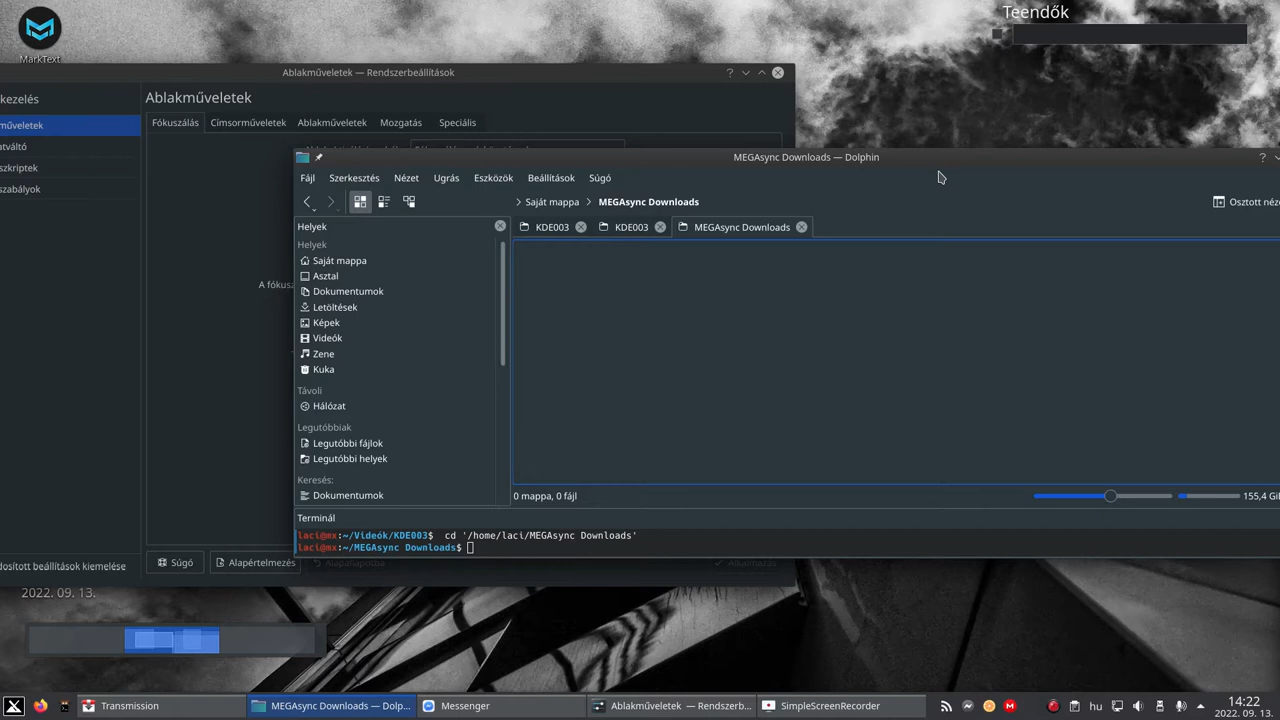 Teendők
MarkText
Ablakműveletek — Rendszerbeállítások
kezelés
Ablakműveletek
műveletek
Fókuszálás Címsorműveletek Ablakműveletek Mozgatás Speciális
atváltó
szkriptek
szabályok
MEGAsync Downloads — Dolphin
Fájl Szerkesztés Nézet Ugrás Eszközök Beállítások Súgó
Saját mappa MEGAsync Downloads
Osztott néze
Helyek
KDE003 KDE003 MEGAsync Downloads
Helyek
Saját mappa
Asztal
A fókusz
Dokumentumok
Letöltések
Képek
Videók
Zene
Kuka
Távoli
Hálózat
Legutóbbiak
Legutóbbi fájlok
Legutóbbi helyek
Keresés:
Dokumentumok
0 mappa, 0 fájl
155,4 GiB
Terminál
laci@mx:~/Videók/KDE003$ cd '/home/laci/MEGAsync Downloads'
laci@mx:~/MEGAsync Downloads$
dosított beállítások kiemelése
Súgó Alapértelmezés Alapállapotba Alkalmazás
2022. 09. 13.
Transmission MEGAsync Downloads — Dolp... Messenger Ablakműveletek — Rendszerb... SimpleScreenRecorder
hu
14:22
2022. 09. 13.